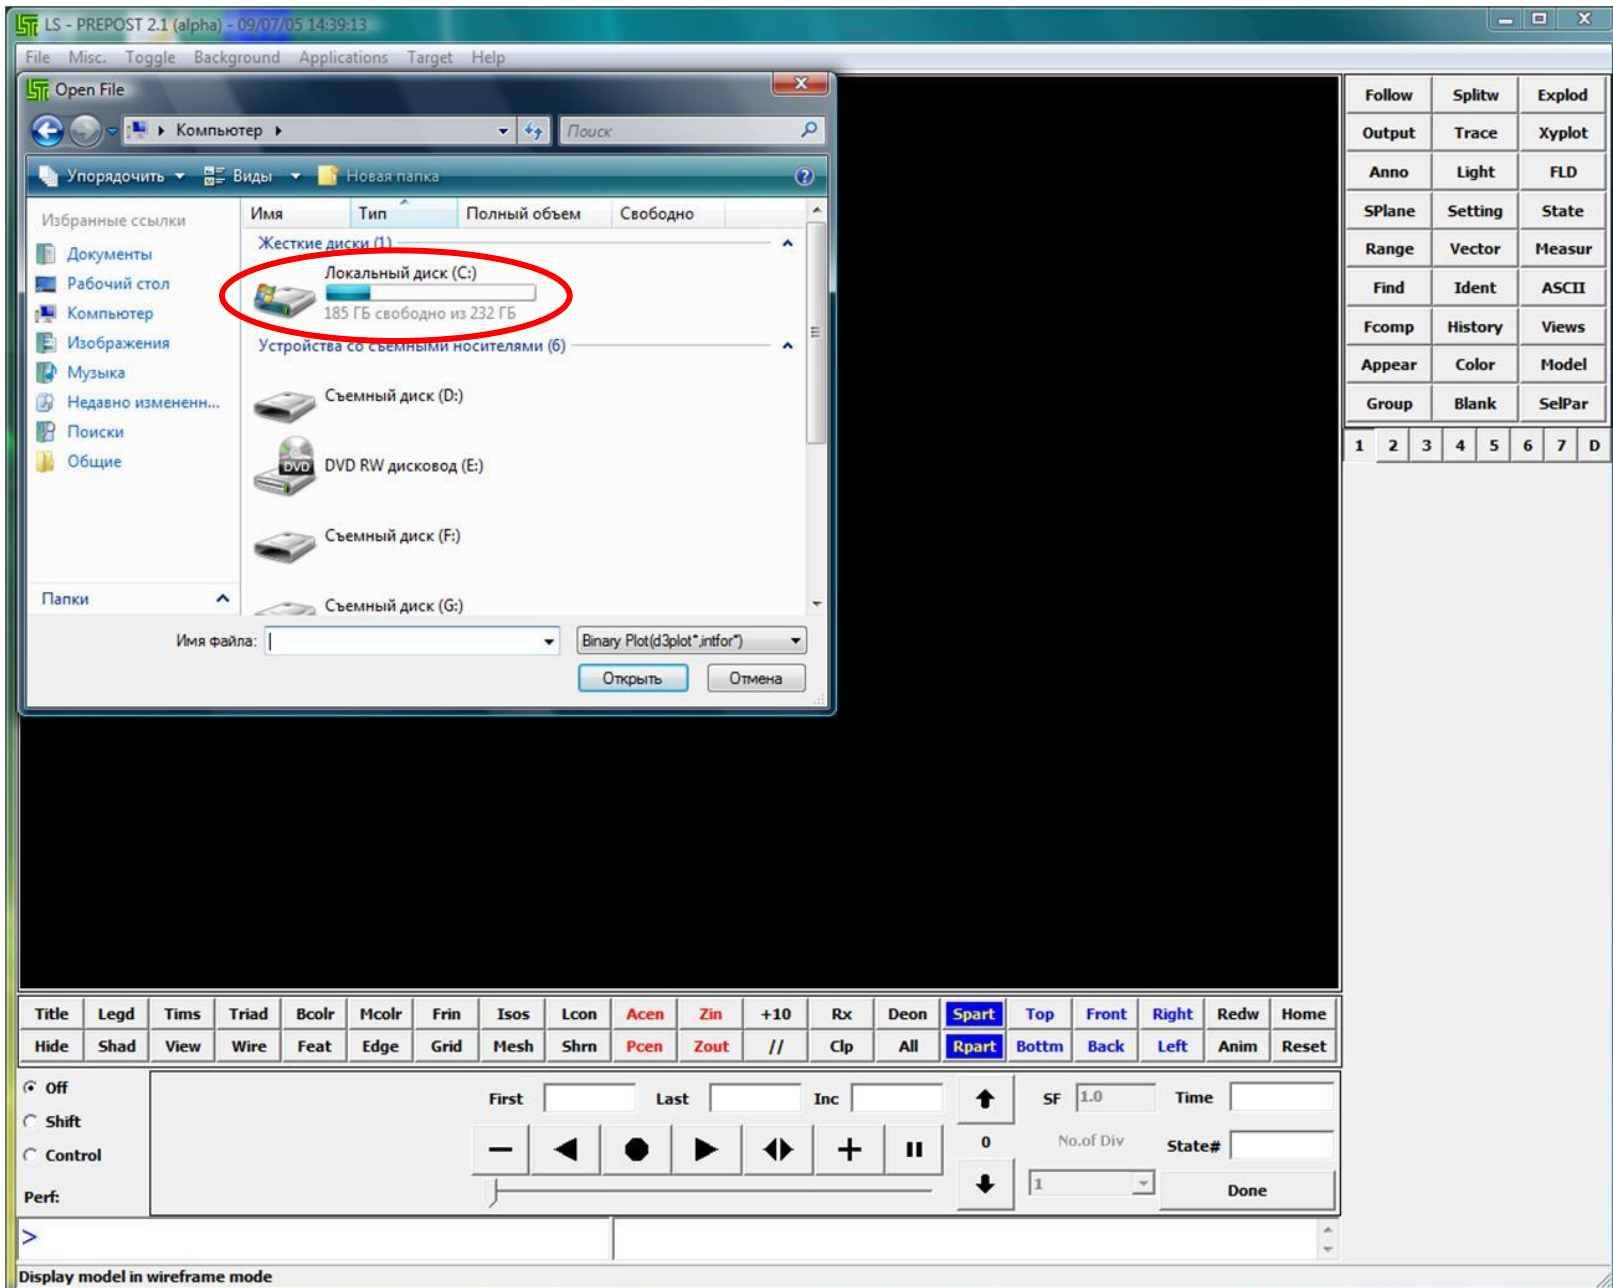 LS - PREPOST 2.1 (alpha) - 09/07/05 14:39:13
File Misc. Toggle Background Applications Target Help
Open File
Компьютер
Поиск
Упорядочить Виды Новая папка
Избранные ссылки
Документы
Рабочий стол
Компьютер
Изображения
Музыка
Недавно измененн...
Поиски
Общие
Папки
Имя Тип Полный объем Свободно
Жесткие диски (1)
Локальный диск (C:)
185 ГБ свободно из 232 ГБ
Устройства со съемными носителями (6)
Съемный диск (D:)
DVD
DVD RW дисковод (E:)
Съемный диск (F:)
Съемный диск (G:)
Имя файла: Binary Plot(d3plot*,intfor*)
Открыть Отмена
Follow Splitw Explod
Output Trace Xyplot
Anno Light FLD
SPlane Setting State
Range Vector Measur
Find Ident ASCII
Fcomp History Views
Appear Color Model
Group Blank SelPar
1 2 3 4 5 6 7 D
Title Legd Tims Triad Bcolr Mcolr Frin Isos Lcon Acen Zin +10 Rx Deon Spart Top Front Right Redw Home
Hide Shad View Wire Feat Edge Grid Mesh Shrn Pcen Zout // Clp All Rpart Bottm Back Left Anim Reset
Off
Shift
Control
Perf:
First Last Inc
0
SF 1.0 Time
No.of Div State#
1 Done
>
Display model in wireframe mode